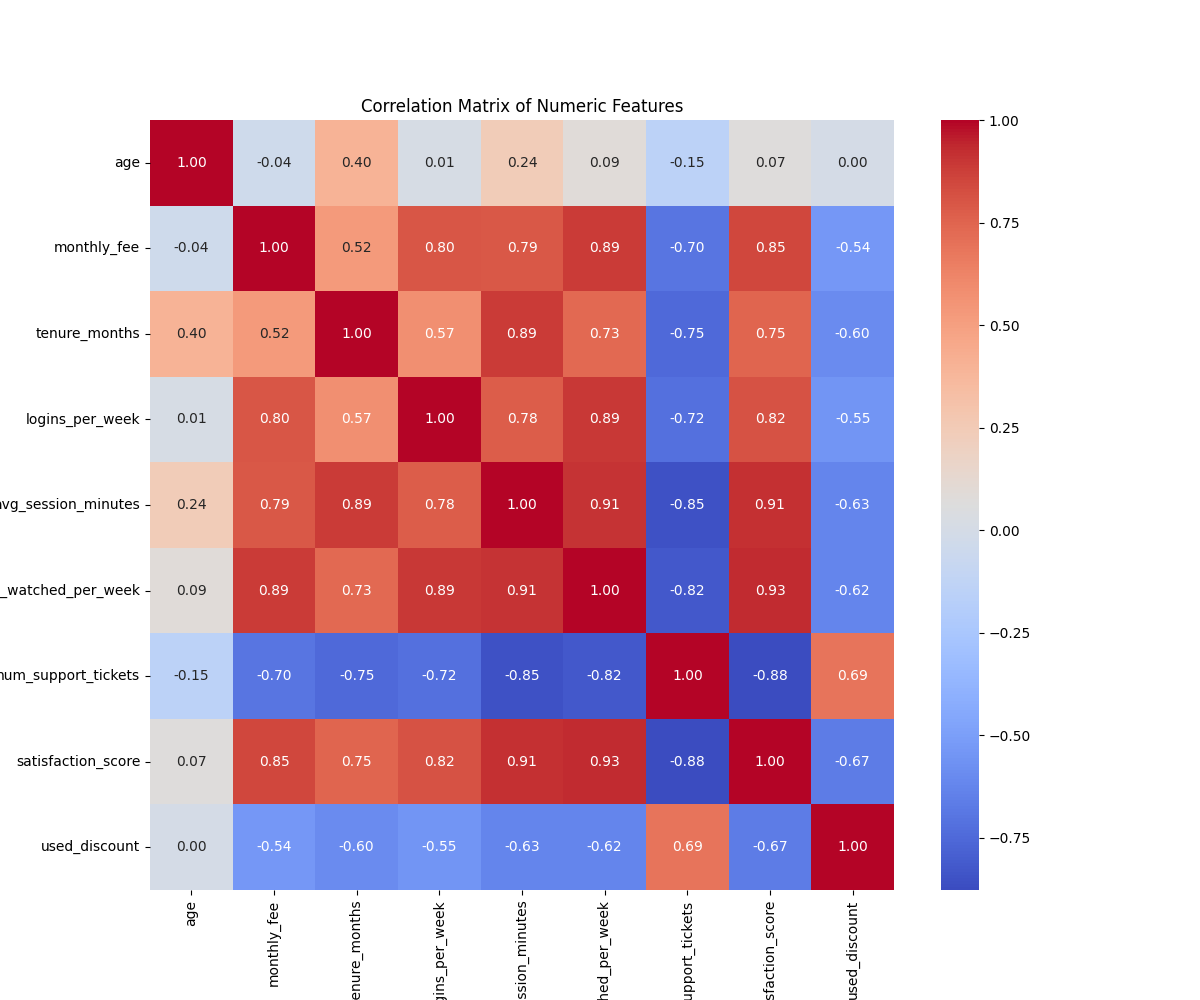 Correlation Matrix of Numeric Features
age 1.00 -0.04 0.40 0.01 0.24 0.09 -0.15 0.07 0.00
monthly_fee -0.04 1.00 0.52 0.80 0.79 0.89 -0.70 0.85 -0.54
tenure_months 0.40 0.52 1.00 0.57 0.89 0.73 -0.75 0.75 -0.60
logins_per_week 0.01 0.80 0.57 1.00 0.78 0.89 -0.72 0.82 -0.55
avg_session_minutes 0.24 0.79 0.89 0.78 1.00 0.91 -0.85 0.91 -0.63
_watched_per_week 0.09 0.89 0.73 0.89 0.91 1.00 -0.82 0.93 -0.62
num_support_tickets -0.15 -0.70 -0.75 -0.72 -0.85 -0.82 1.00 -0.88 0.69
satisfaction_score 0.07 0.85 0.75 0.82 0.91 0.93 -0.88 1.00 -0.67
used_discount 0.00 -0.54 -0.60 -0.55 -0.63 -0.62 0.69 -0.67 1.00
age
monthly_fee
enure_months
gins_per_week
ssion_minutes
hed_per_week
upport_tickets
sfaction_score
used_discount
1.00
0.75
0.50
0.25
0.00
−0.25
−0.50
−0.75